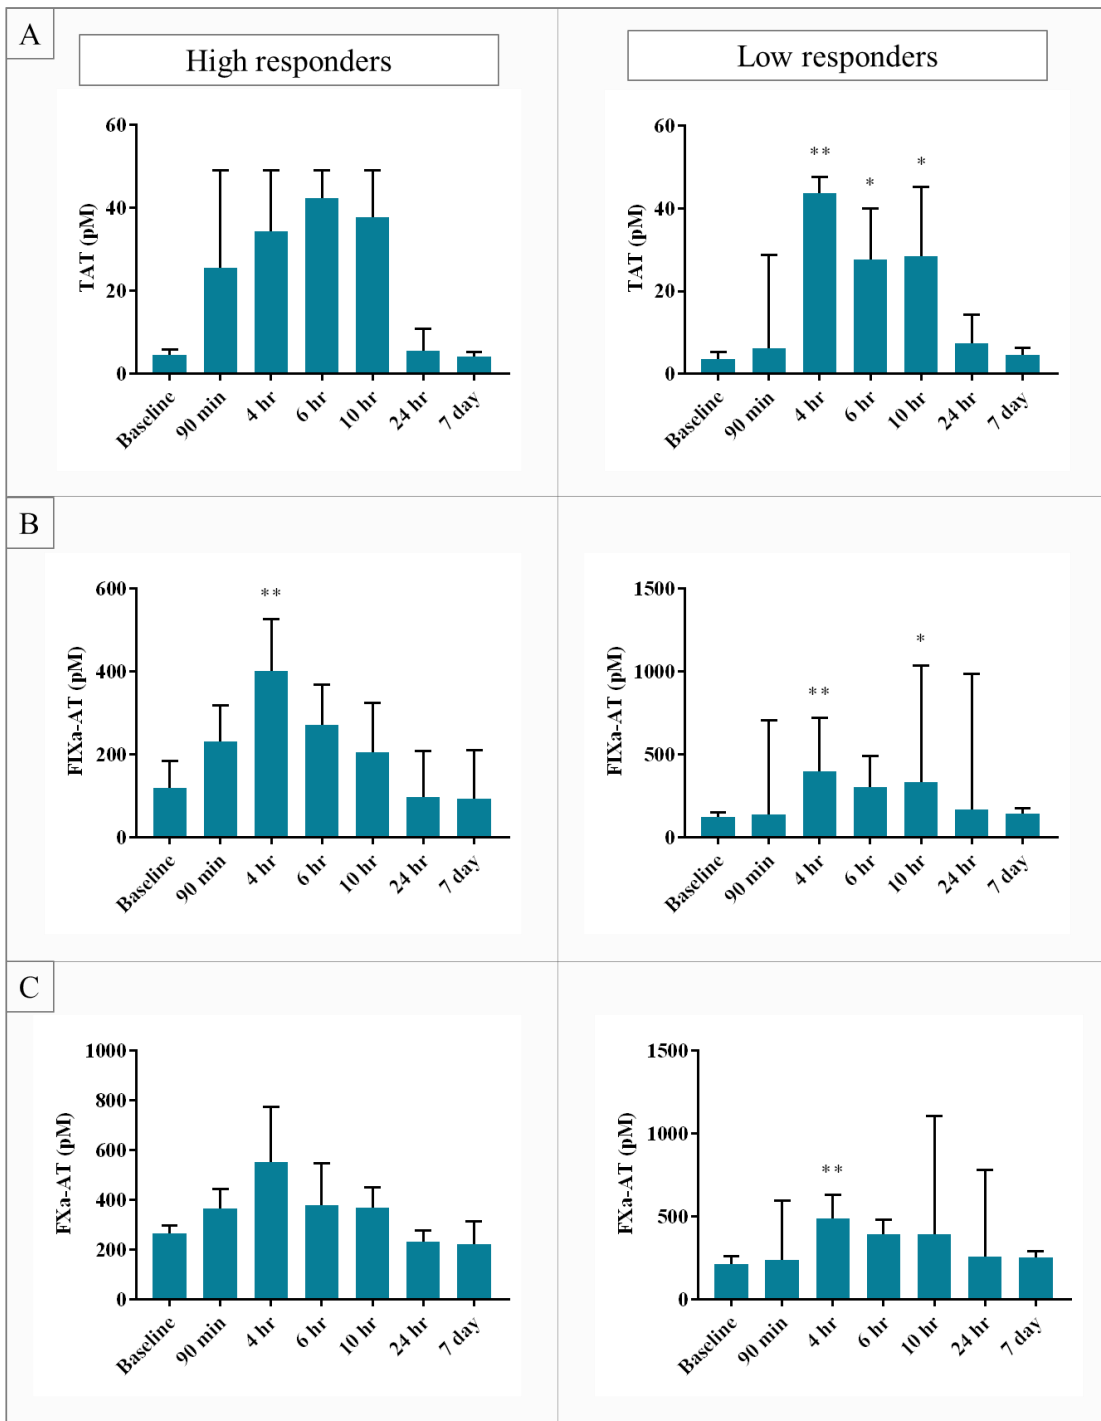 A
High responders
Low responders
TAT (pM)
60
40
20
0
Baseline
90 min
4 hr
6 hr
10 hr
24 hr
7 day
TAT (pM)
60
40
20
0
**
*
*
Baseline
90 min
4 hr
6 hr
10 hr
24 hr
7 day
B
FIXa-AT (pM)
600
400
200
0
**
Baseline
90 min
4 hr
6 hr
10 hr
24 hr
7 day
FIXa-AT (pM)
1500
1000
500
0
**
*
Baseline
90 min
4 hr
6 hr
10 hr
24 hr
7 day
C
FXa-AT (pM)
1000
800
600
400
200
0
Baseline
90 min
4 hr
6 hr
10 hr
24 hr
7 day
FXa-AT (pM)
1500
1000
500
0
**
Baseline
90 min
4 hr
6 hr
10 hr
24 hr
7 day